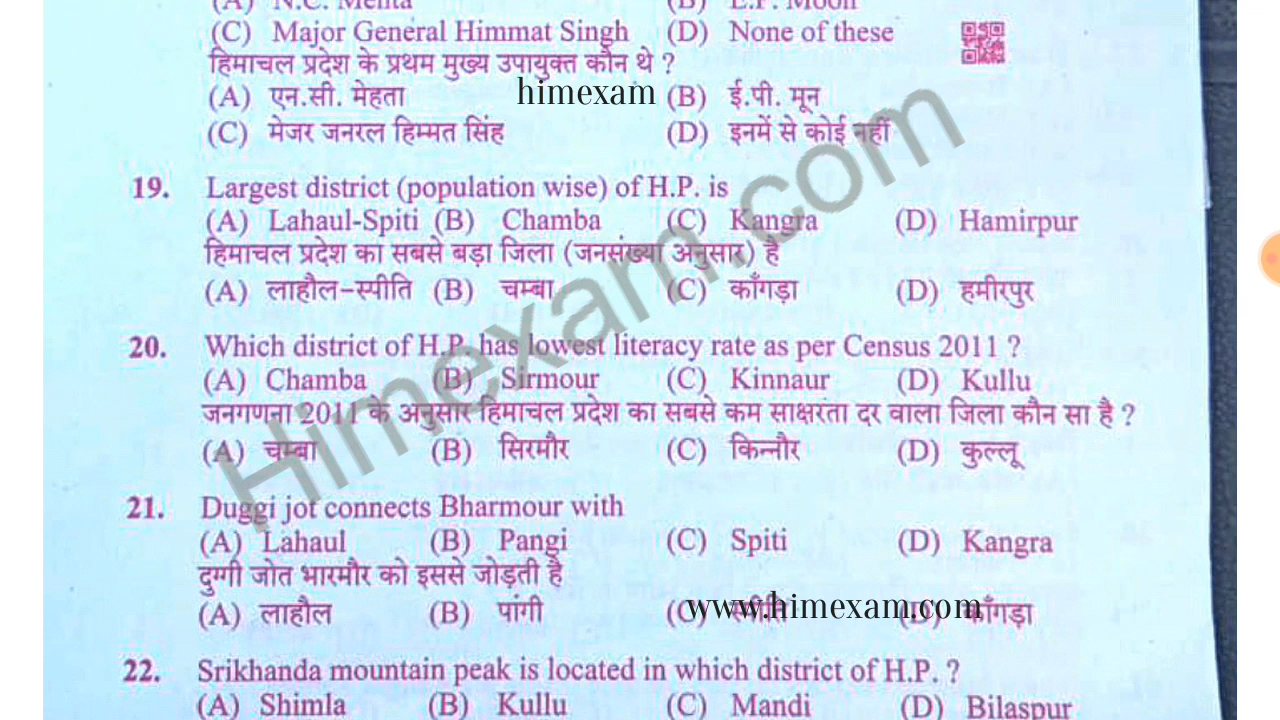 (A) N.C. Mehta (B) E.P. Moon
(C) Major General Himmat Singh (D) None of these
हिमाचल प्रदेश के प्रथम मुख्य उपायुक्त कौन थे ?
(A) एन.सी. मेहता himexam (B) ई.पी. मून
(C) मेजर जनरल हिम्मत सिंह (D) इनमें से कोई नहीं
19. Largest district (population wise) of H.P. is
(A) Lahaul-Spiti (B) Chamba (C) Kangra (D) Hamirpur
हिमाचल प्रदेश का सबसे बड़ा जिला (जनसंख्या अनुसार) है
(A) लाहौल-स्पीति (B) चम्बा (C) काँगड़ा (D) हमीरपुर
20. Which district of H.P. has lowest literacy rate as per Census 2011 ?
(A) Chamba (B) Sirmour (C) Kinnaur (D) Kullu
जनगणना 2011 के अनुसार हिमाचल प्रदेश का सबसे कम साक्षरता दर वाला जिला कौन सा है ?
(A) चम्बा (B) सिरमौर (C) किन्नौर (D) कुल्लू
Himexam.com
21. Duggi jot connects Bharmour with
(A) Lahaul (B) Pangi (C) Spiti (D) Kangra
दुग्गी जोत भारमौर को इससे जोड़ती है
(A) लाहौल (B) पांगी (C) स्पीति (D) काँगड़ा
www.himexam.com
22. Srikhanda mountain peak is located in which district of H.P. ?
(A) Shimla (B) Kullu (C) Mandi (D) Bilaspur